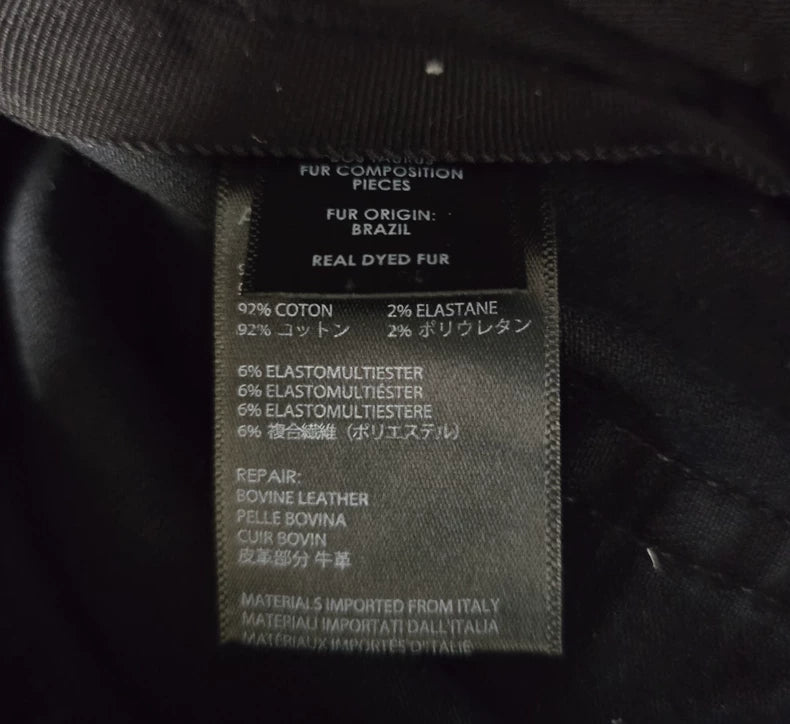 FUR COMPOSITION
PIECES
FUR ORIGIN:
BRAZIL
REAL DYED FUR
92% COTON 2% ELASTANE
92% コットン 2% ポリウレタン
6% ELASTOMULTIESTER
6% ELASTOMULTIÉSTER
6% ELASTOMULTIESTERE
6% 複合繊維 (ポリエステル)
REPAIR:
BOVINE LEATHER
PELLE BOVINA
CUIR BOVIN
皮革部分 牛革
MATERIALS IMPORTED FROM ITALY
MATERIALI IMPORTATI DALL'ITALIA
MATÉRIAUX IMPORTÉS D'ITALIE